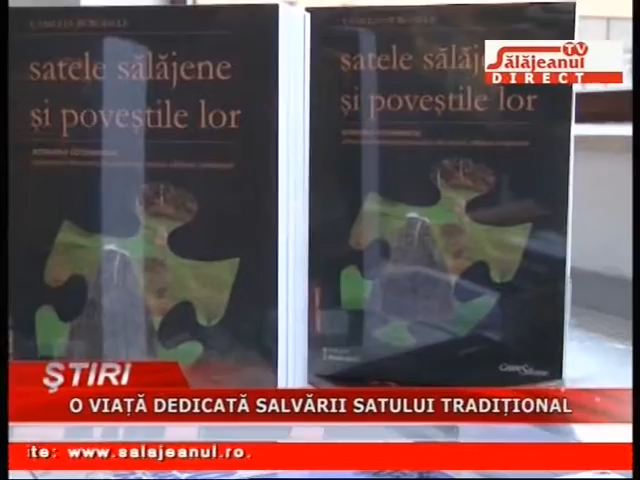 satele sălăjene
și poveștile lor
satele sălăj
și poveștile lor
Sălăjeanul TV
DIRECT
ȘTIRI
O VIAȚĂ DEDICATĂ SALVĂRII SATULUI TRADIȚIONAL
ite: www.salajeanul.ro.